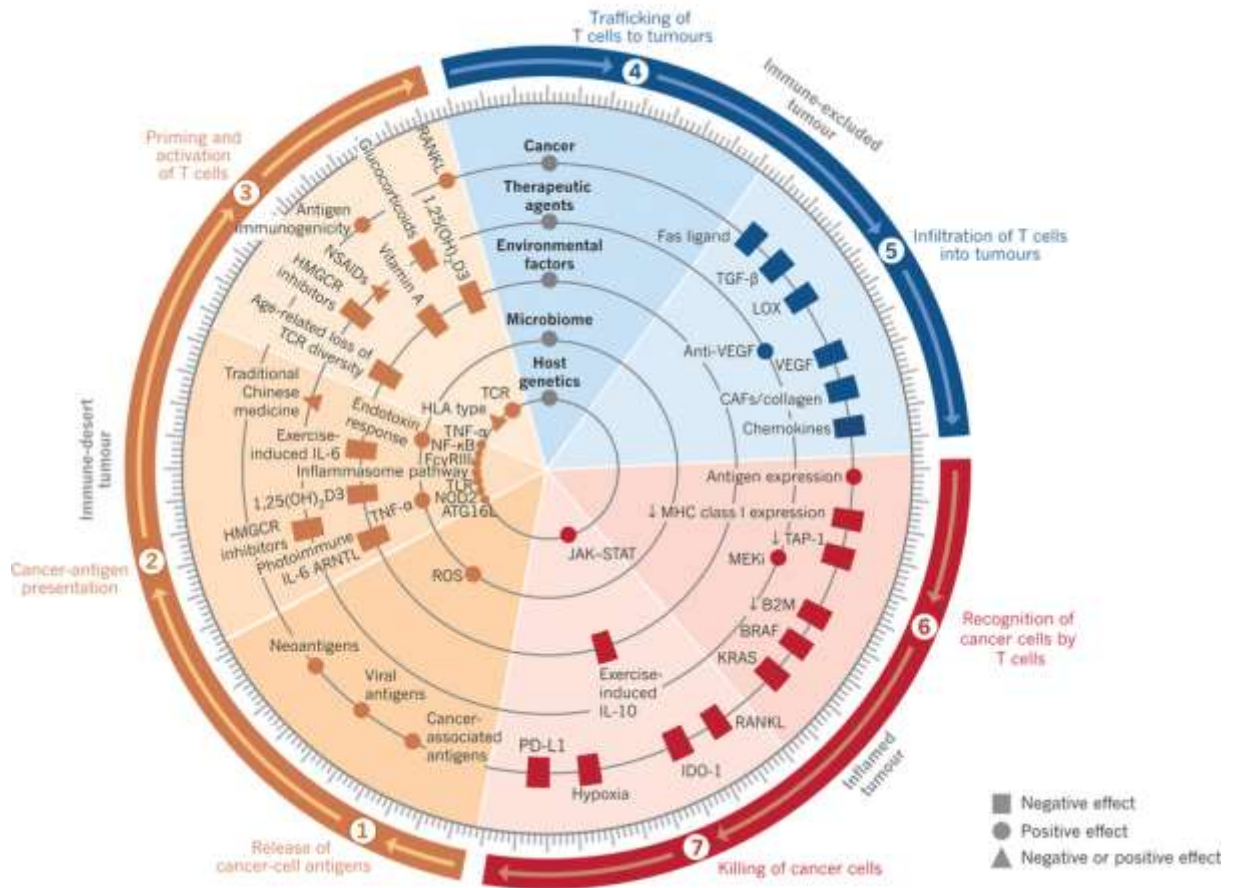 Trafficking of
T cells to tumours
4
Immune-excluded
tumour
Priming and
activation
of T cells
3
RANKL
Glucocorticoids
1,25(OH)2D3
Antigen
immunogenicity
NSAIDs
HMGCR
inhibitors
Vitamin A
Age-related loss of
TCR diversity
Cancer
Therapeutic
agents
Environmental
factors
Microbiome
Host
genetics
Fas ligand
TGF-β
LOX
5
Infiltration of T cells
into tumours
Anti-VEGF
VEGF
CAFs/collagen
Chemokines
Traditional
Chinese
medicine
Endotoxin
response
HLA type
TCR
TNF-α
NF-κB
FcγRIII
Inflammasome pathway
TLR
NOD2
ATG16L
Exercise-
induced IL-6
1,25(OH)2D3
TNF-α
HMGCR
inhibitors
Photoimmune
IL-6 ARNTL
Immune-desert
tumour
2
Cancer-antigen
presentation
Antigen expression
↓ MHC class I expression
↓ TAP-1
MEKi
JAK–STAT
↓ B2M
BRAF
KRAS
6
Recognition of
cancer cells by
T cells
ROS
Neoantigens
Viral
antigens
Cancer-
associated
antigens
Exercise-
induced
IL-10
RANKL
IDO-1
PD-L1
Hypoxia
Inflamed
tumour
1
Release of
cancer-cell antigens
7
Killing of cancer cells
Negative effect
Positive effect
Negative or positive effect